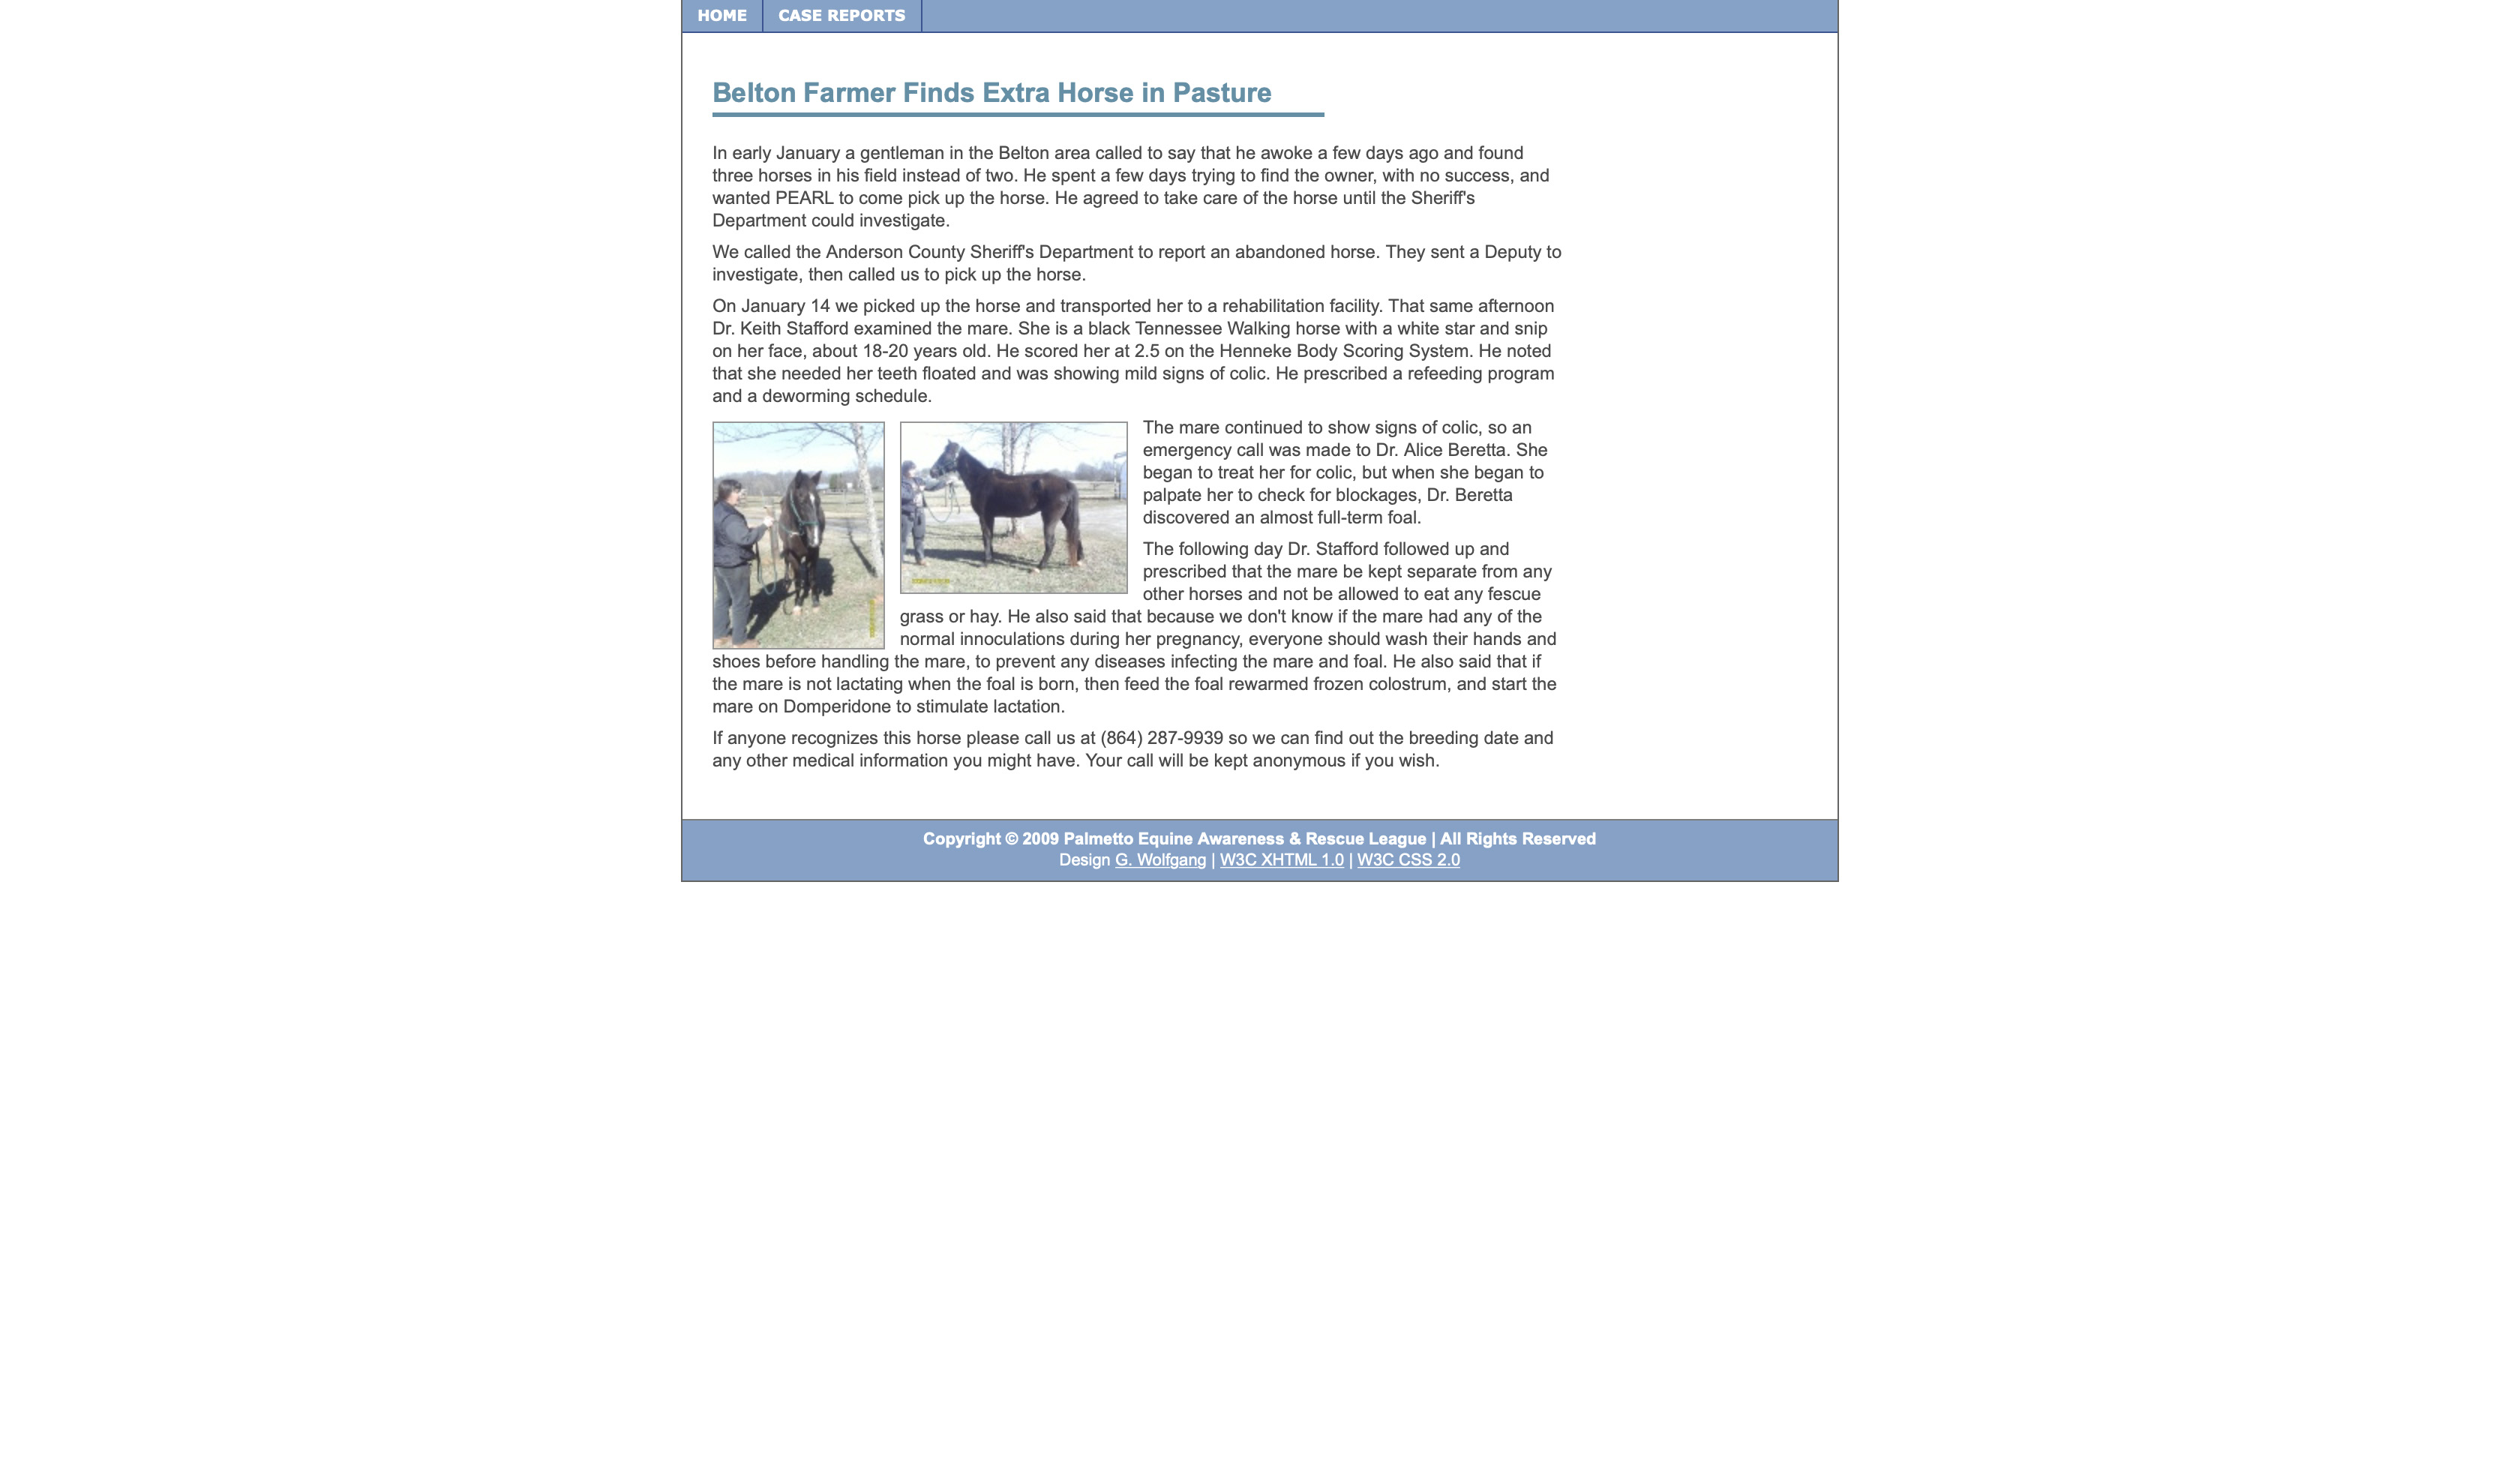 HOME CASE REPORTS
Belton Farmer Finds Extra Horse in Pasture
In early January a gentleman in the Belton area called to say that he awoke a few days ago and found
three horses in his field instead of two. He spent a few days trying to find the owner, with no success, and
wanted PEARL to come pick up the horse. He agreed to take care of the horse until the Sheriff's
Department could investigate.
We called the Anderson County Sheriff's Department to report an abandoned horse. They sent a Deputy to
investigate, then called us to pick up the horse.
On January 14 we picked up the horse and transported her to a rehabilitation facility. That same afternoon
Dr. Keith Stafford examined the mare. She is a black Tennessee Walking horse with a white star and snip
on her face, about 18-20 years old. He scored her at 2.5 on the Henneke Body Scoring System. He noted
that she needed her teeth floated and was showing mild signs of colic. He prescribed a refeeding program
and a deworming schedule.
The mare continued to show signs of colic, so an
emergency call was made to Dr. Alice Beretta. She
began to treat her for colic, but when she began to
palpate her to check for blockages, Dr. Beretta
discovered an almost full-term foal.
The following day Dr. Stafford followed up and
prescribed that the mare be kept separate from any
other horses and not be allowed to eat any fescue
grass or hay. He also said that because we don't know if the mare had any of the
normal innoculations during her pregnancy, everyone should wash their hands and
shoes before handling the mare, to prevent any diseases infecting the mare and foal. He also said that if
the mare is not lactating when the foal is born, then feed the foal rewarmed frozen colostrum, and start the
mare on Domperidone to stimulate lactation.
If anyone recognizes this horse please call us at (864) 287-9939 so we can find out the breeding date and
any other medical information you might have. Your call will be kept anonymous if you wish.
Copyright © 2009 Palmetto Equine Awareness & Rescue League | All Rights Reserved
Design G. Wolfgang | W3C XHTML 1.0 | W3C CSS 2.0